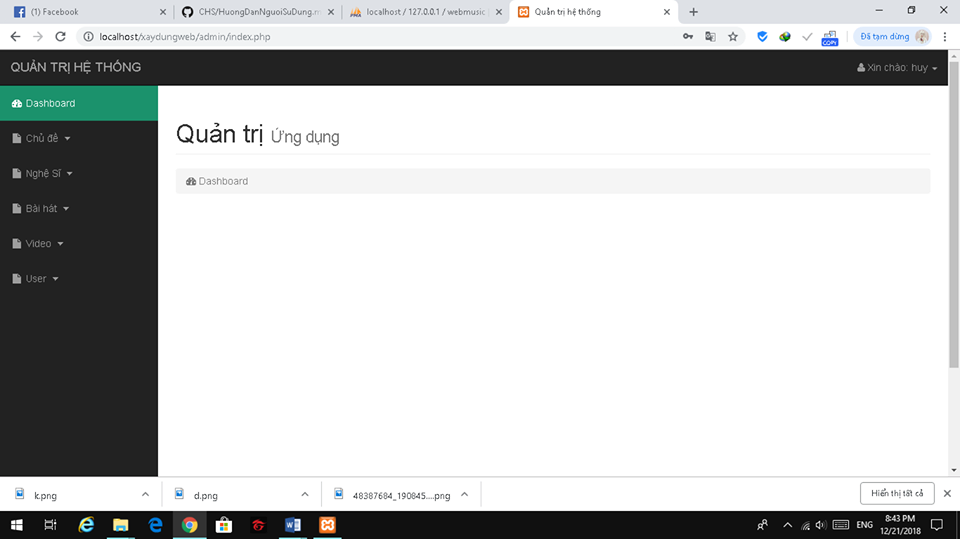 (1) Facebook
CHS/HuongDanNguoiSuDung.m
localhost / 127.0.0.1 / webmusic
Quản trị hệ thống
localhost/xaydungweb/admin/index.php
COPY
Đã tạm dừng
QUẢN TRỊ HỆ THỐNG
Xin chào: huy
Dashboard
Chủ đề
Nghệ Sĩ
Bài hát
Video
User
Quản trị Ứng dụng
Dashboard
k.png
d.png
48387684_190845....png
Hiển thị tất cả
ENG
8:43 PM
12/21/2018